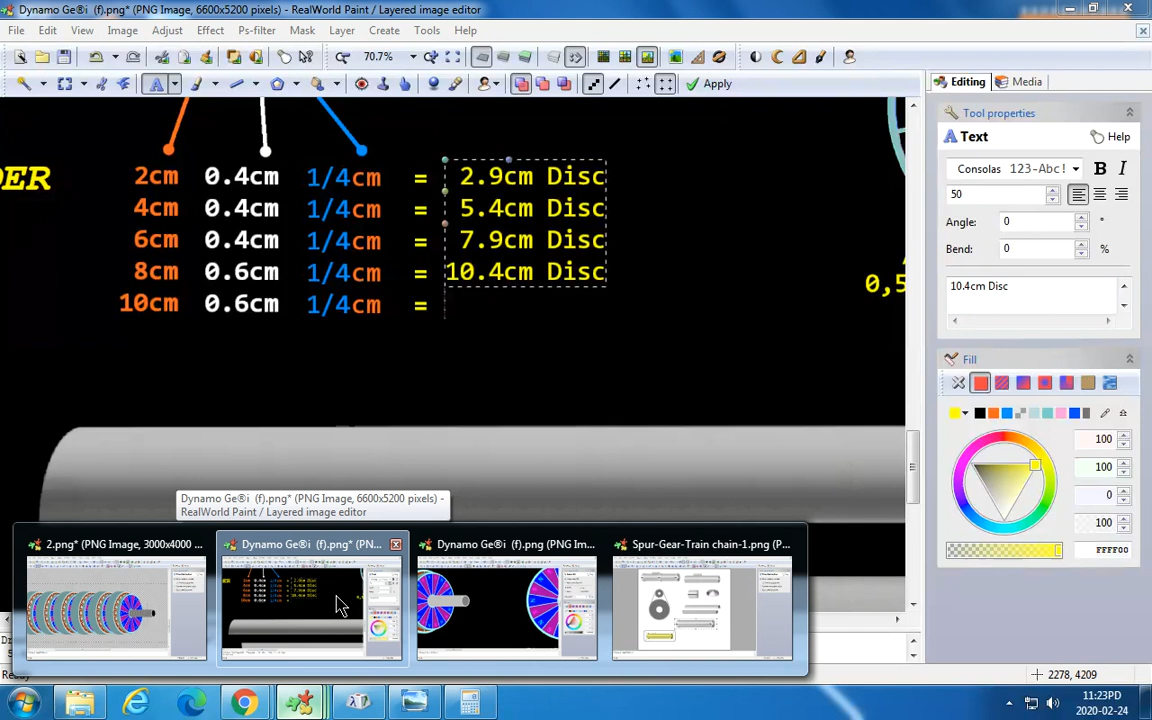 Dynamo Ge®i  (f).png* (PNG Image, 6600x5200 pixels) - RealWorld Paint / Layered image editor
File Edit View Image Adjust Effect Ps-filter Mask Create Layer Tools Help
70.7%
Apply
Editing Media
Tool properties
A Text Help
Consolas 123-Abc! B I
50
Angle: 0 °
Bend: 0 %
10.4cm Disc
Fill
100
100
0
100
FFFF00
DER
2cm 0.4cm 1/4cm = 2.9cm Disc
4cm 0.4cm 1/4cm = 5.4cm Disc
6cm 0.4cm 1/4cm = 7.9cm Disc
8cm 0.6cm 1/4cm = 10.4cm Disc
10cm 0.6cm 1/4cm =
0,5
Dynamo Ge®i  (f).png* (PNG Image, 6600x5200 pixels) -
RealWorld Paint / Layered image editor
2.png* (PNG Image, 3000x4000 ...
Dynamo Ge®i  (f).png* (PN...
Dynamo Ge®i  (f).png (PNG Im...
Spur-Gear-Train chain-1.png (P...
2278, 4209
11:23PD
2020-02-24